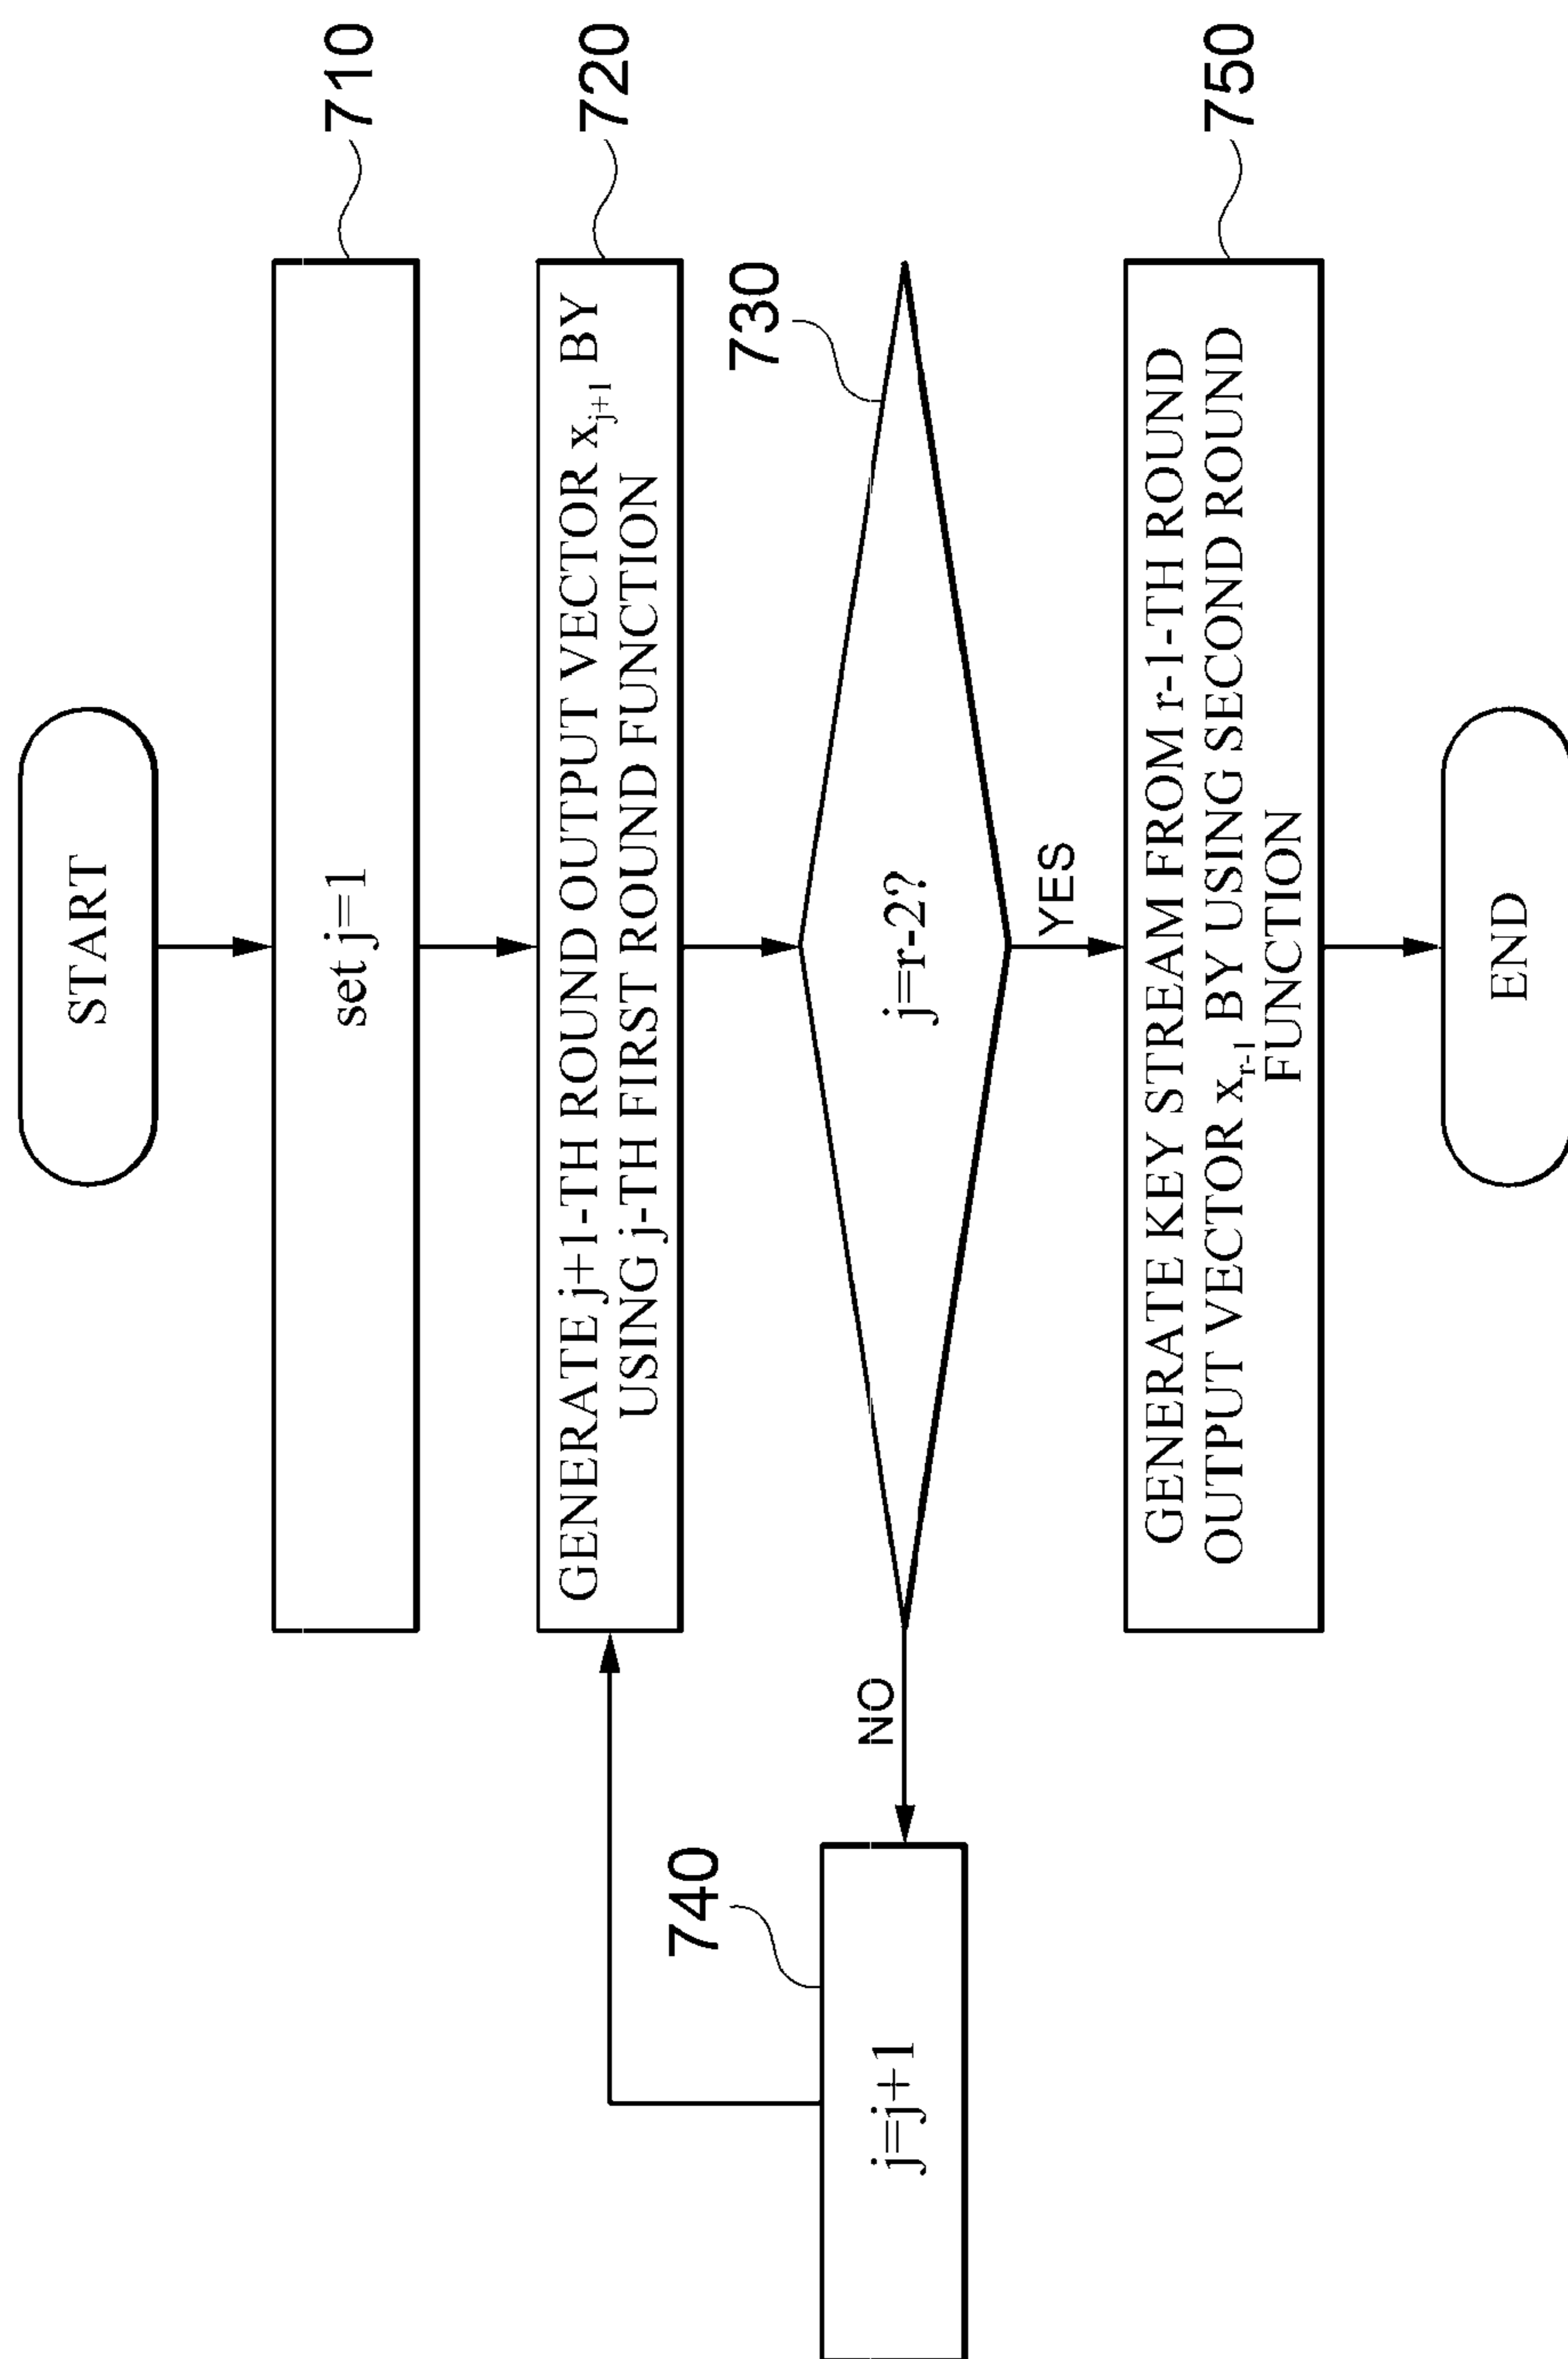 START
710
set j=1
720
GENERATE j+1-TH ROUND OUTPUT VECTOR xj+1 BY
USING j-TH FIRST ROUND FUNCTION
730
j=r-2?
NO
740
j=j+1
YES
750
GENERATE KEY STREAM FROM r-1-TH ROUND
OUTPUT VECTOR xr-1 BY USING SECOND ROUND
FUNCTION
END